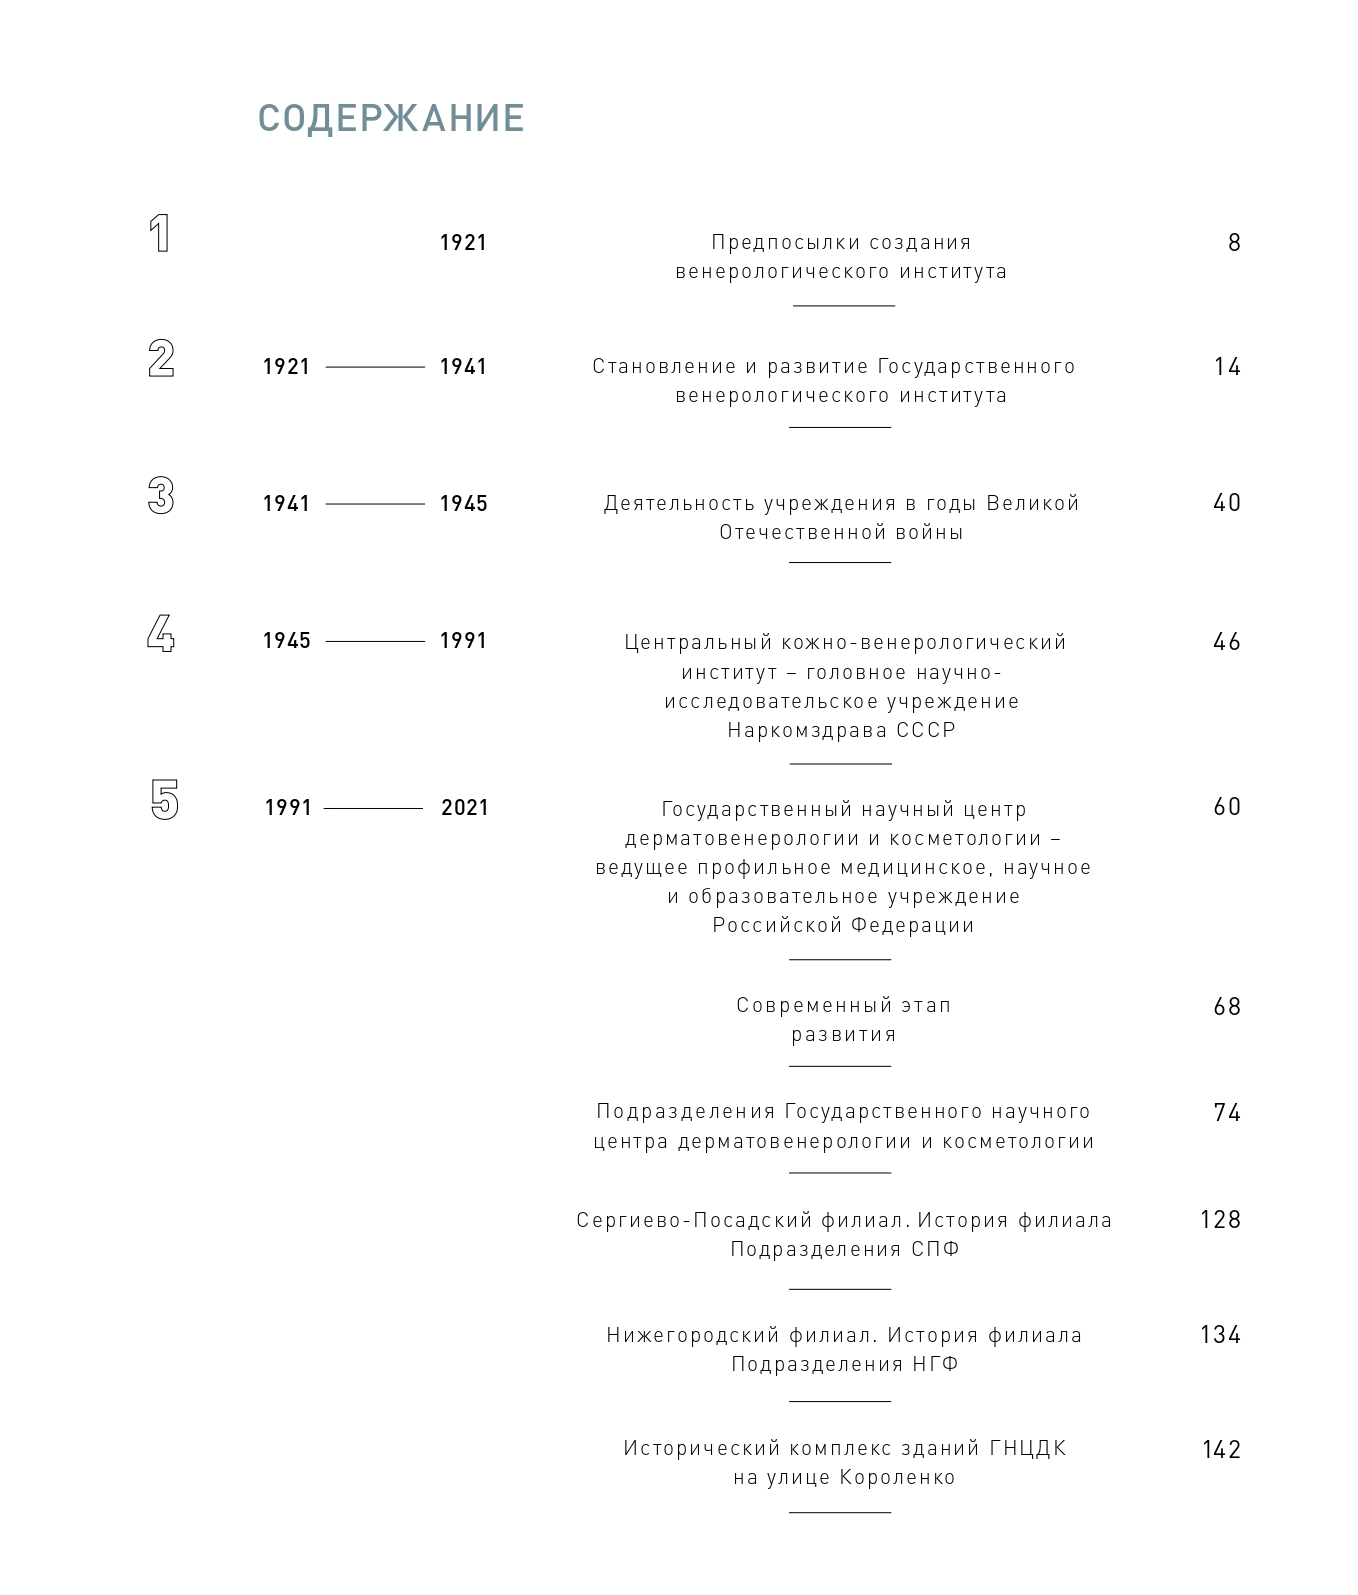 СОДЕРЖАНИЕ
1
1921
Предпосылки создания
8
венерологического института
2
1921
1941
Становление и развитие Государственного
14
венерологического института
3
1941
1945
Деятельность учреждения в годы Великой
40
Отечественной войны
4
1945
1991
Центральный кожно-венерологический
46
институт – головное научно-
исследовательское учреждение
Наркомздрава СССР
5
1991
2021
Государственный научный центр
60
дерматовенерологии и косметологии –
ведущее профильное медицинское, научное
и образовательное учреждение
Российской Федерации
Современный этап
68
развития
Подразделения Государственного научного
74
центра дерматовенерологии и косметологии
Сергиево-Посадский филиал. История филиала
128
Подразделения СПФ
Нижегородский филиал. История филиала
134
Подразделения НГФ
Исторический комплекс зданий ГНЦДК
142
на улице Короленко